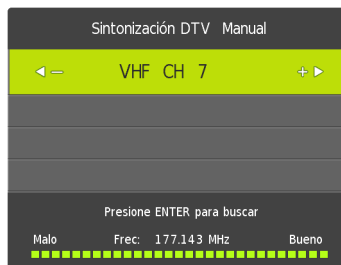 Sintonización DTV Manual
VHF CH 7
Presione ENTER para buscar
Malo Frec: 177.143 MHz Bueno